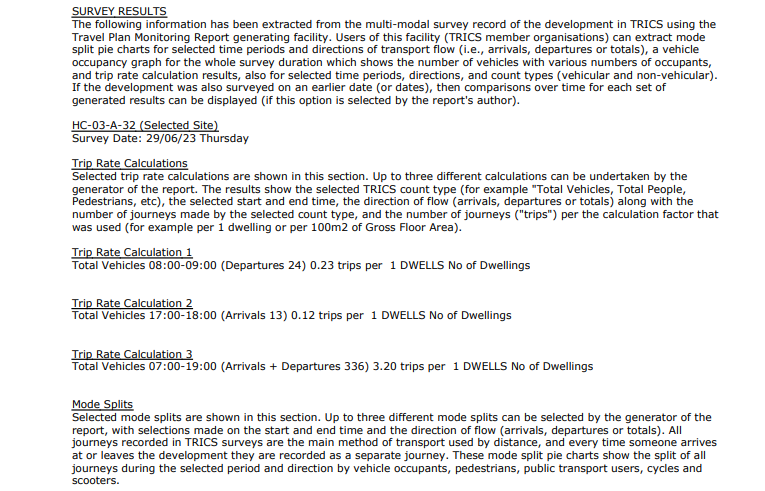 SURVEY RESULTS
The following information has been extracted from the multi-modal survey record of the development in TRICS using the
Travel Plan Monitoring Report generating facility. Users of this facility (TRICS member organisations) can extract mode
split pie charts for selected time periods and directions of transport flow (i.e., arrivals, departures or totals), a vehicle
occupancy graph for the whole survey duration which shows the number of vehicles with various numbers of occupants,
and trip rate calculation results, also for selected time periods, directions, and count types (vehicular and non-vehicular).
If the development was also surveyed on an earlier date (or dates), then comparisons over time for each set of
generated results can be displayed (if this option is selected by the report's author).
HC-03-A-32 (Selected Site)
Survey Date: 29/06/23 Thursday
Trip Rate Calculations
Selected trip rate calculations are shown in this section. Up to three different calculations can be undertaken by the
generator of the report. The results show the selected TRICS count type (for example "Total Vehicles, Total People,
Pedestrians, etc), the selected start and end time, the direction of flow (arrivals, departures or totals) along with the
number of journeys made by the selected count type, and the number of journeys ("trips") per the calculation factor that
was used (for example per 1 dwelling or per 100m2 of Gross Floor Area).
Trip Rate Calculation 1
Total Vehicles 08:00-09:00 (Departures 24) 0.23 trips per 1 DWELLS No of Dwellings
Trip Rate Calculation 2
Total Vehicles 17:00-18:00 (Arrivals 13) 0.12 trips per 1 DWELLS No of Dwellings
Trip Rate Calculation 3
Total Vehicles 07:00-19:00 (Arrivals + Departures 336) 3.20 trips per 1 DWELLS No of Dwellings
Mode Splits
Selected mode splits are shown in this section. Up to three different mode splits can be selected by the generator of the
report, with selections made on the start and end time and the direction of flow (arrivals, departures or totals). All
journeys recorded in TRICS surveys are the main method of transport used by distance, and every time someone arrives
at or leaves the development they are recorded as a separate journey. These mode split pie charts show the split of all
journeys during the selected period and direction by vehicle occupants, pedestrians, public transport users, cycles and
scooters.